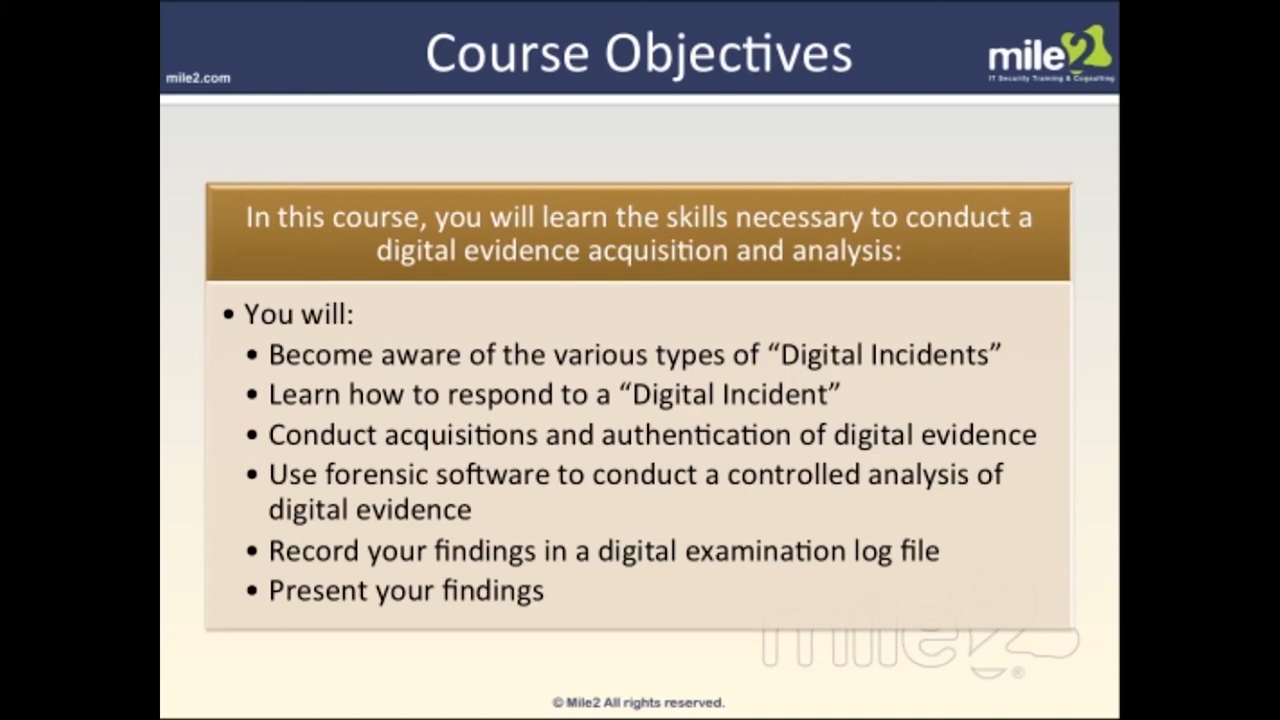 Course Objectives
mile2
IT Security Training & Consulting
mile2.com
In this course, you will learn the skills necessary to conduct a
digital evidence acquisition and analysis:
• You will:
• Become aware of the various types of “Digital Incidents”
• Learn how to respond to a “Digital Incident”
• Conduct acquisitions and authentication of digital evidence
• Use forensic software to conduct a controlled analysis of
digital evidence
• Record your findings in a digital examination log file
• Present your findings
mile2®
© Mile2 All rights reserved.